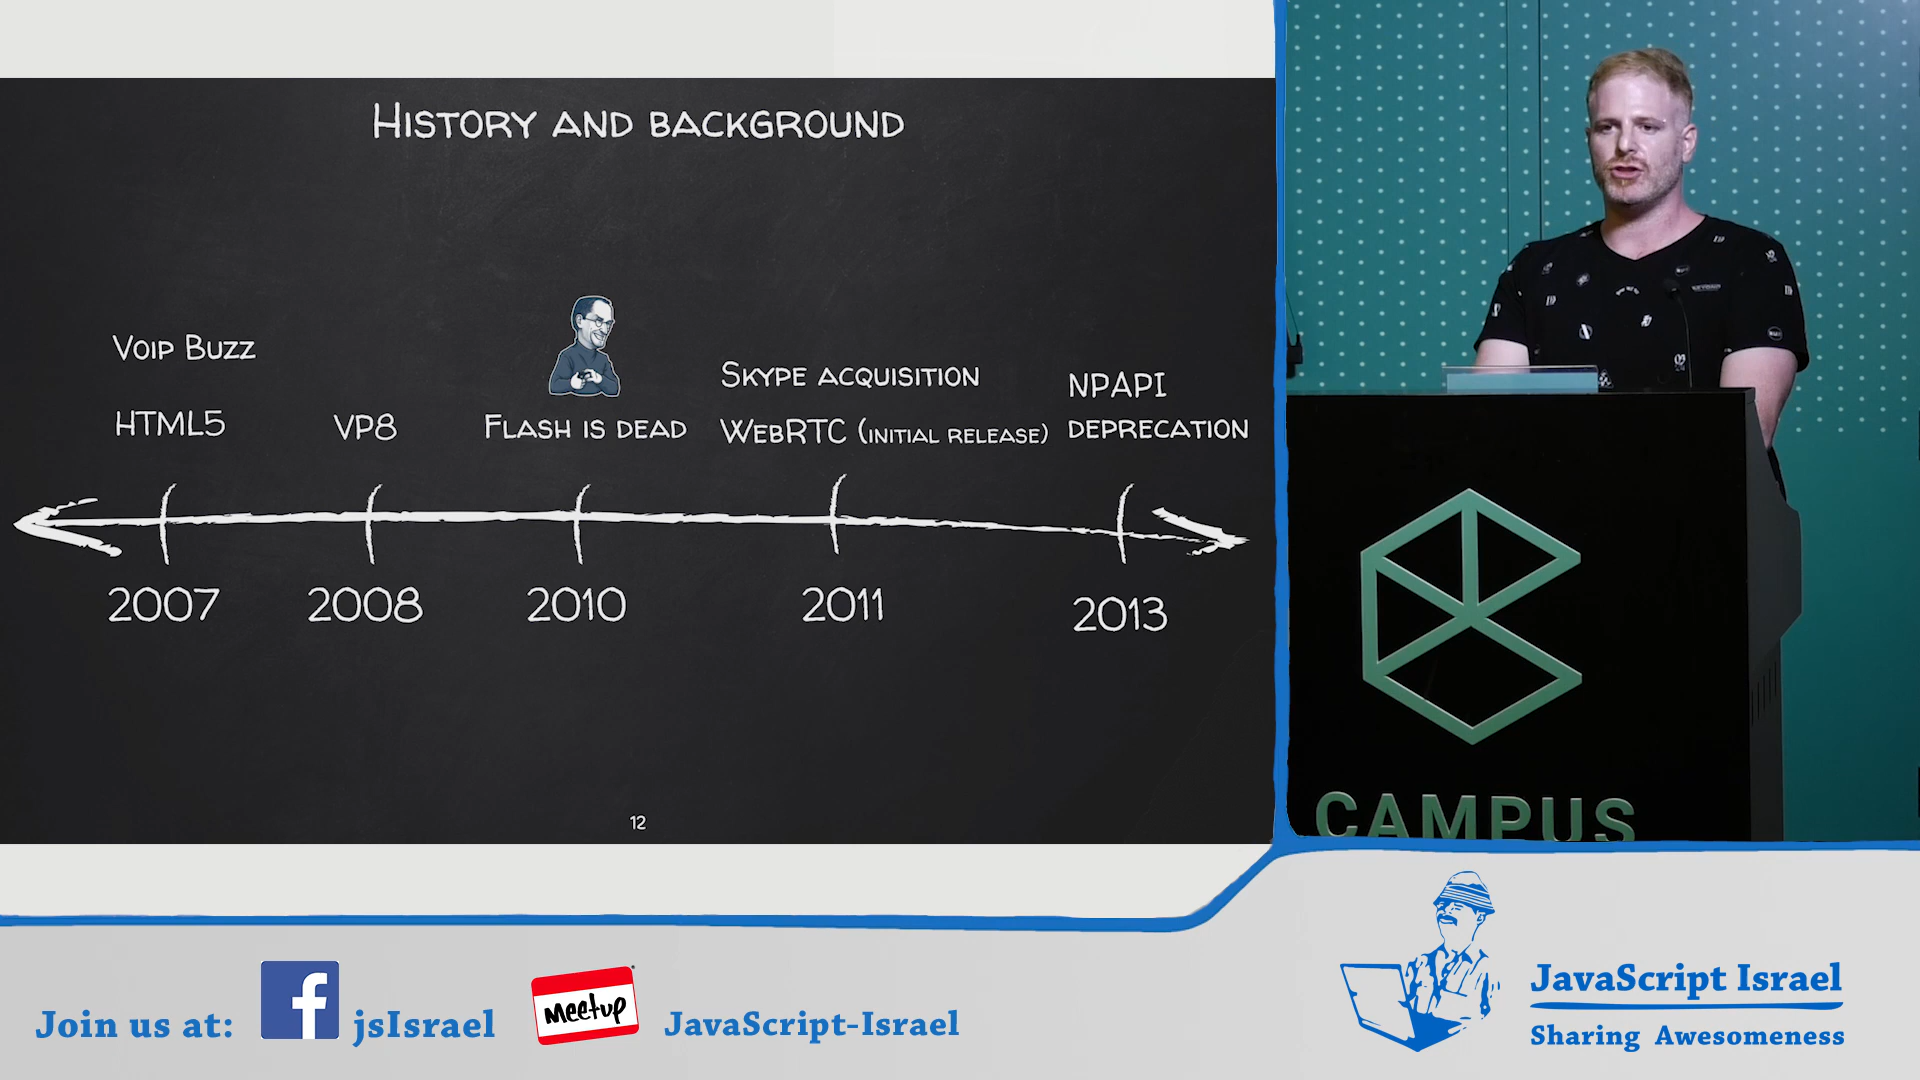 History and background
Voip Buzz
HTML5
VP8
Flash is dead
Skype acquisition
WebRTC (initial release)
NPAPI
deprecation
2007
2008
2010
2011
2013
12
CAMPUS
Join us at:
f
jsIsrael
Meetup
JavaScript-Israel
JavaScript Israel
Sharing Awesomeness